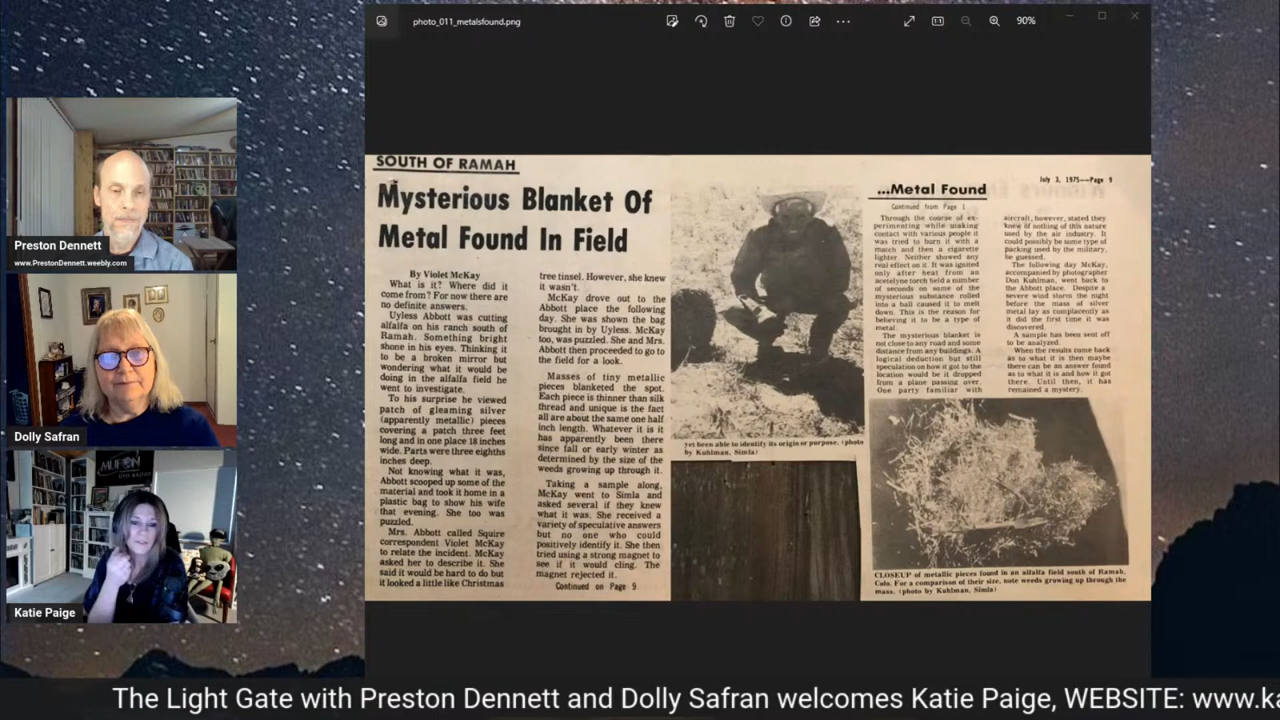 photo_011_metalsfound.png
90%
Preston Dennett
www.PrestonDennett.weebly.com
Dolly Safran
MUFON
Katie Paige
SOUTH OF RAMAH
Mysterious Blanket Of
Metal Found In Field
By Violet McKay
What is it? Where did it
come from? For now there are
no definite answers.
Uyless Abbott was cutting
alfalfa on his ranch south of
Ramah. Something bright
shone in his eyes. Thinking it
to be a broken mirror but
wondering what it would be
doing in the alfalfa field he
went to investigate.
To his surprise he viewed
patch of gleaming silver
(apparently metallic) pieces
covering a patch three feet
long and in one place 18 inches
wide. Parts were three eighths
inches deep.
Not knowing what it was,
Abbott scooped up some of the
material and took it home in a
plastic bag to show his wife
that evening. She too was
puzzled.
Mrs. Abbott called Squire
correspondent Violet McKay
to relate the incident. McKay
asked her to describe it. She
said it would be hard to do but
it looked a little like Christmas
tree tinsel. However, she knew
it wasn't.
McKay drove out to the
Abbott place the following
day. She was shown the bag
brought in by Uyless. McKay
too, was puzzled. She and Mrs.
Abbott then proceeded to go to
the field for a look.
Masses of tiny metallic
pieces blanketed the spot.
Each piece is thinner than silk
thread and unique is the fact
all are about the same one half
inch length. Whatever it is it
has apparently been there
since fall or early winter as
determined by the size of the
weeds growing up through it.
Taking a sample along,
McKay went to Simla and
asked several if they knew
what it was. She received a
variety of speculative answers
but no one who could
positively identify it. She then
tried using a strong magnet to
see if it would cling. The
magnet rejected it.
Continued on Page 9
yet been able to identify its origin or purpose. (photo
by Kuhlman, Simla)
July 3, 1975—Page 9
...Metal Found
Continued from Page 1
Through the course of ex-
perimenting while making
contact with various people it
was tried to burn it with a
match and then a cigarette
lighter. Neither showed any
real effect on it. It was ignited
only after heat from an
acetylene torch held a number
of seconds on some of the
mysterious substance rolled
into a ball caused it to melt
down. This is the reason for
believing it to be a type of
metal.
The mysterious blanket is
not close to any road and some
distance from any buildings. A
logical deduction but still
speculation on how it got to the
location would be it dropped
from a plane passing over.
One party familiar with
aircraft, however, stated they
knew of nothing of this nature
used by the air industry. It
could possibly be some type of
packing used by the military,
he guessed.
The following day McKay,
accompanied by photographer
Don Kuhlman, went back to
the Abbott place. Despite a
severe wind storm the night
before the mass of silver
metal lay as complacently as
it did the first time it was
discovered.
A sample has been sent off
to be analyzed.
When the results come back
as to what it is then maybe
there can be an answer found
as to what it is and how it got
there. Until then, it has
remained a mystery.
CLOSEUP of metallic pieces found in an alfalfa field south of Ramah,
Colo. For a comparison of their size, note weeds growing up through the
mass. (photo by Kuhlman, Simla)
The Light Gate with Preston Dennett and Dolly Safran welcomes Katie Paige, WEBSITE: www.ka